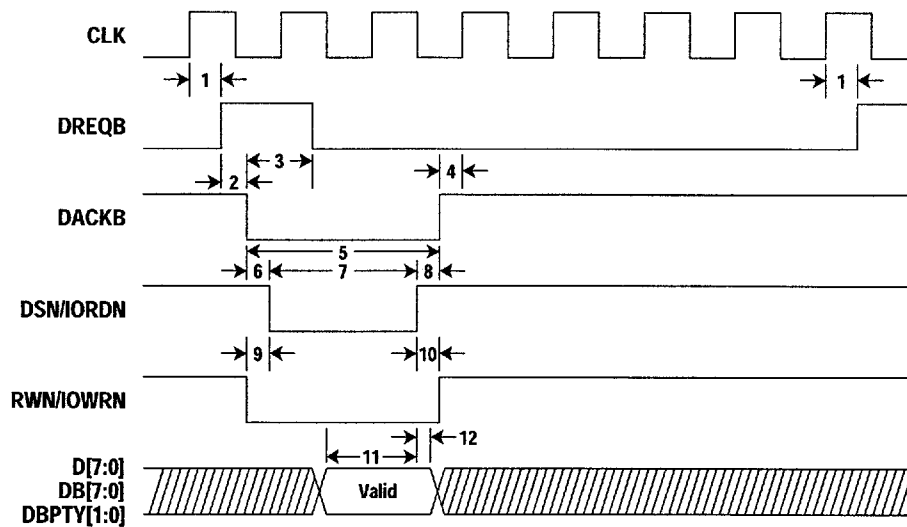 CLK
1 1
DREQB
3
2 4
DACKB
5
6 7 8
DSN/IORDN
9 10
RWN/IOWRN
12
11
D[7:0]
DB[7:0] Valid
DBPTY[1:0]